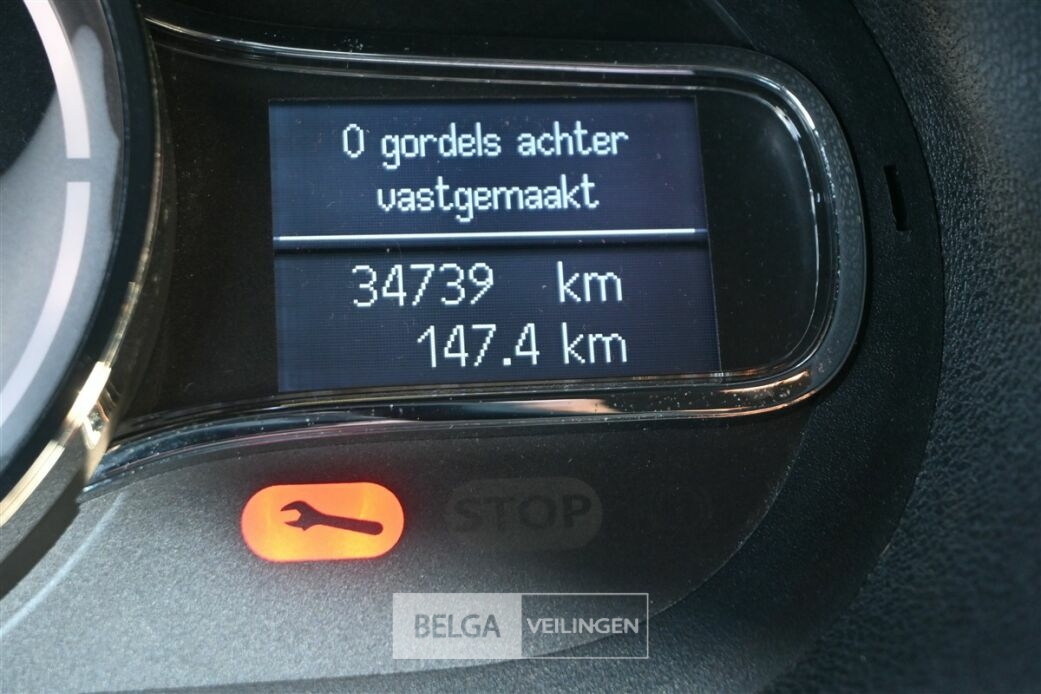 0 gordels achter
vastgemaakt
34739 km
147.4 km
STOP
BELGA VEILINGEN